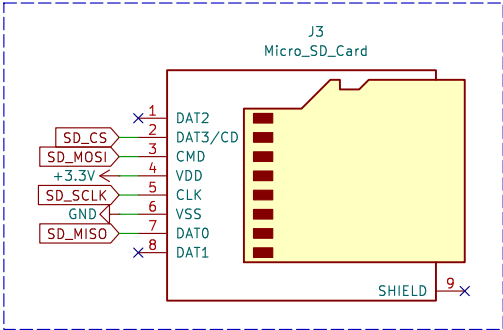 J3
Micro_SD_Card
1 DAT2
SD_CS 2 DAT3/CD
SD_MOSI 3 CMD
+3.3V 4 VDD
SD_SCLK 5 CLK
GND 6 VSS
SD_MISO 7 DAT0
8 DAT1
SHIELD 9